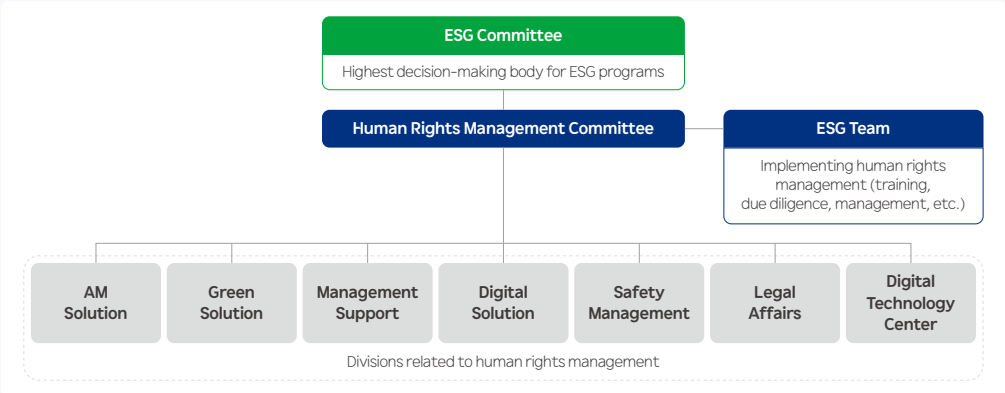 ESG Committee
Highest decision-making body for ESG programs
Human Rights Management Committee
ESG Team
Implementing human rights
management (training,
due diligence, management, etc.)
AM
Solution
Green
Solution
Management
Support
Digital
Solution
Safety
Management
Legal
Affairs
Digital
Technology
Center
Divisions related to human rights management